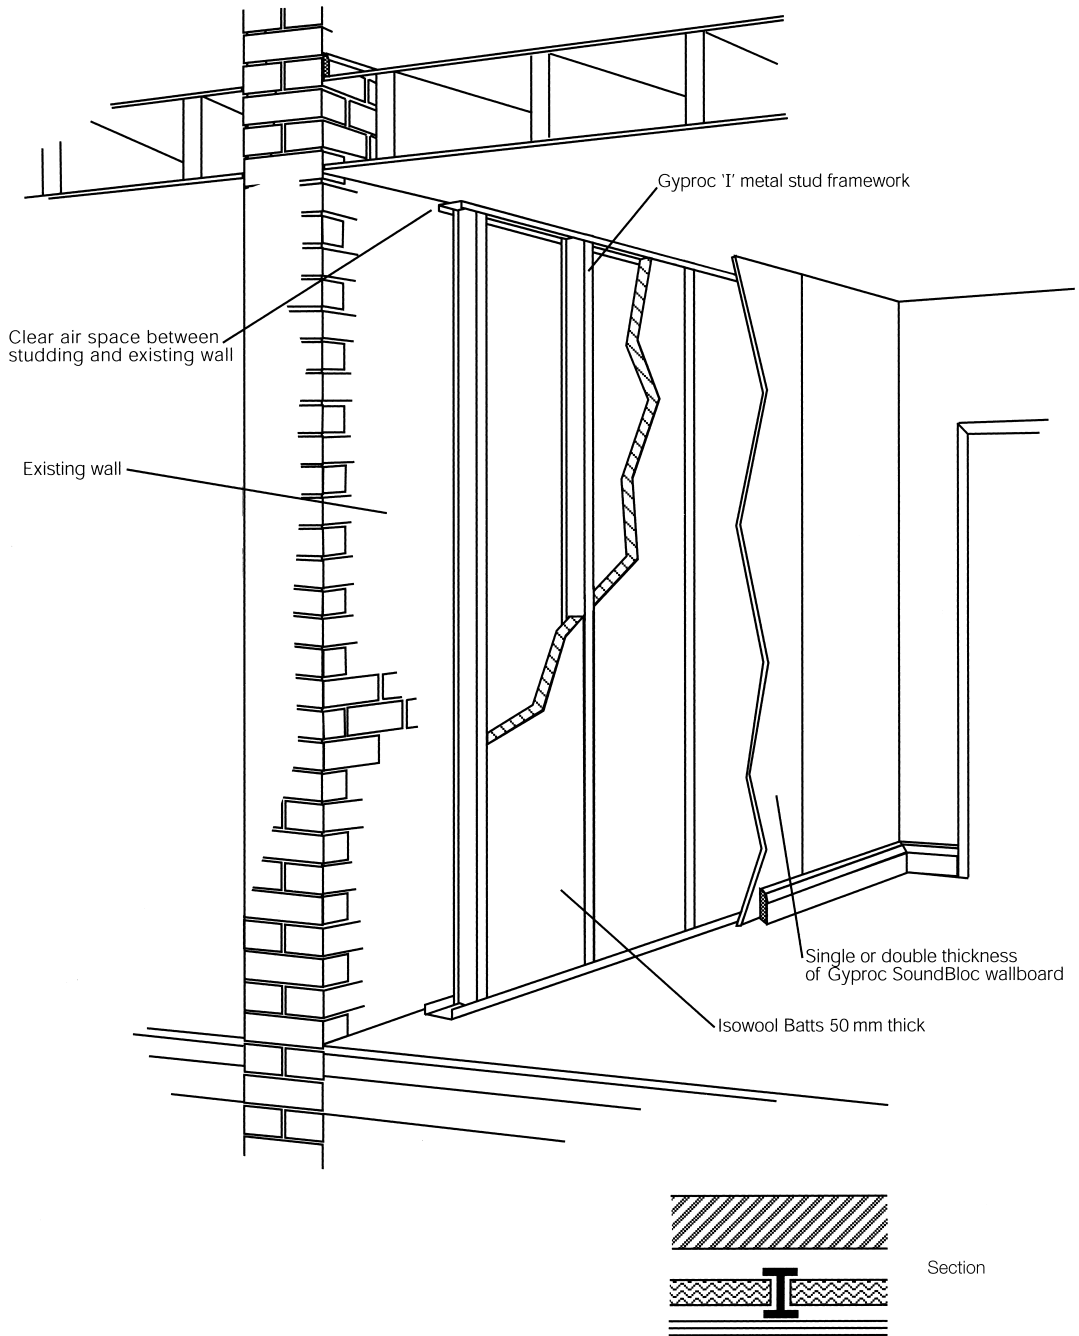 Gyproc 'I' metal stud framework
Clear air space between
studding and existing wall
Existing wall
Single or double thickness
of Gyproc SoundBloc wallboard
Isowool Batts 50 mm thick
Section